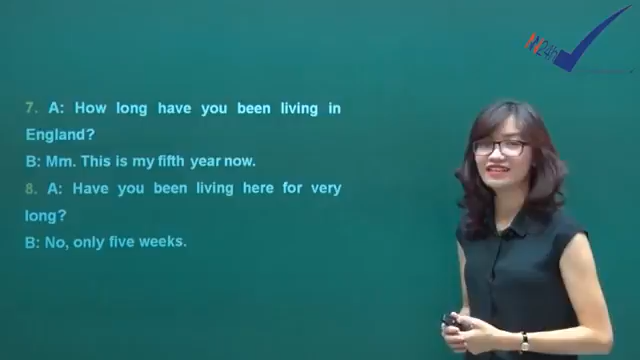 H24h
7. A: How long have you been living in
England?
B: Mm. This is my fifth year now.
8. A: Have you been living here for very
long?
B: No, only five weeks.